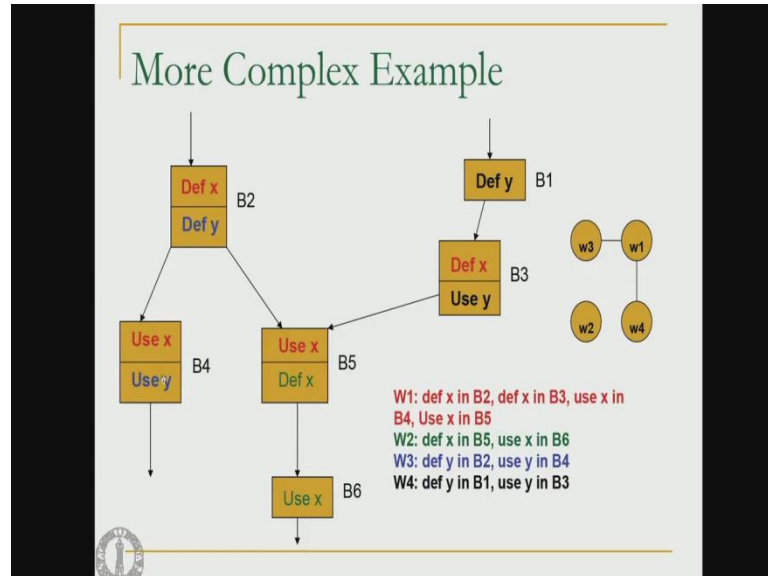 More Complex Example
Def x
Def y
B2
Def y
B1
Def x
Use y
B3
w3
w1
w2
w4
Use x
Use y
B4
Use x
Def x
B5
Use x
B6
W1: def x in B2, def x in B3, use x in
B4, Use x in B5
W2: def x in B5, use x in B6
W3: def y in B2, use y in B4
W4: def y in B1, use y in B3